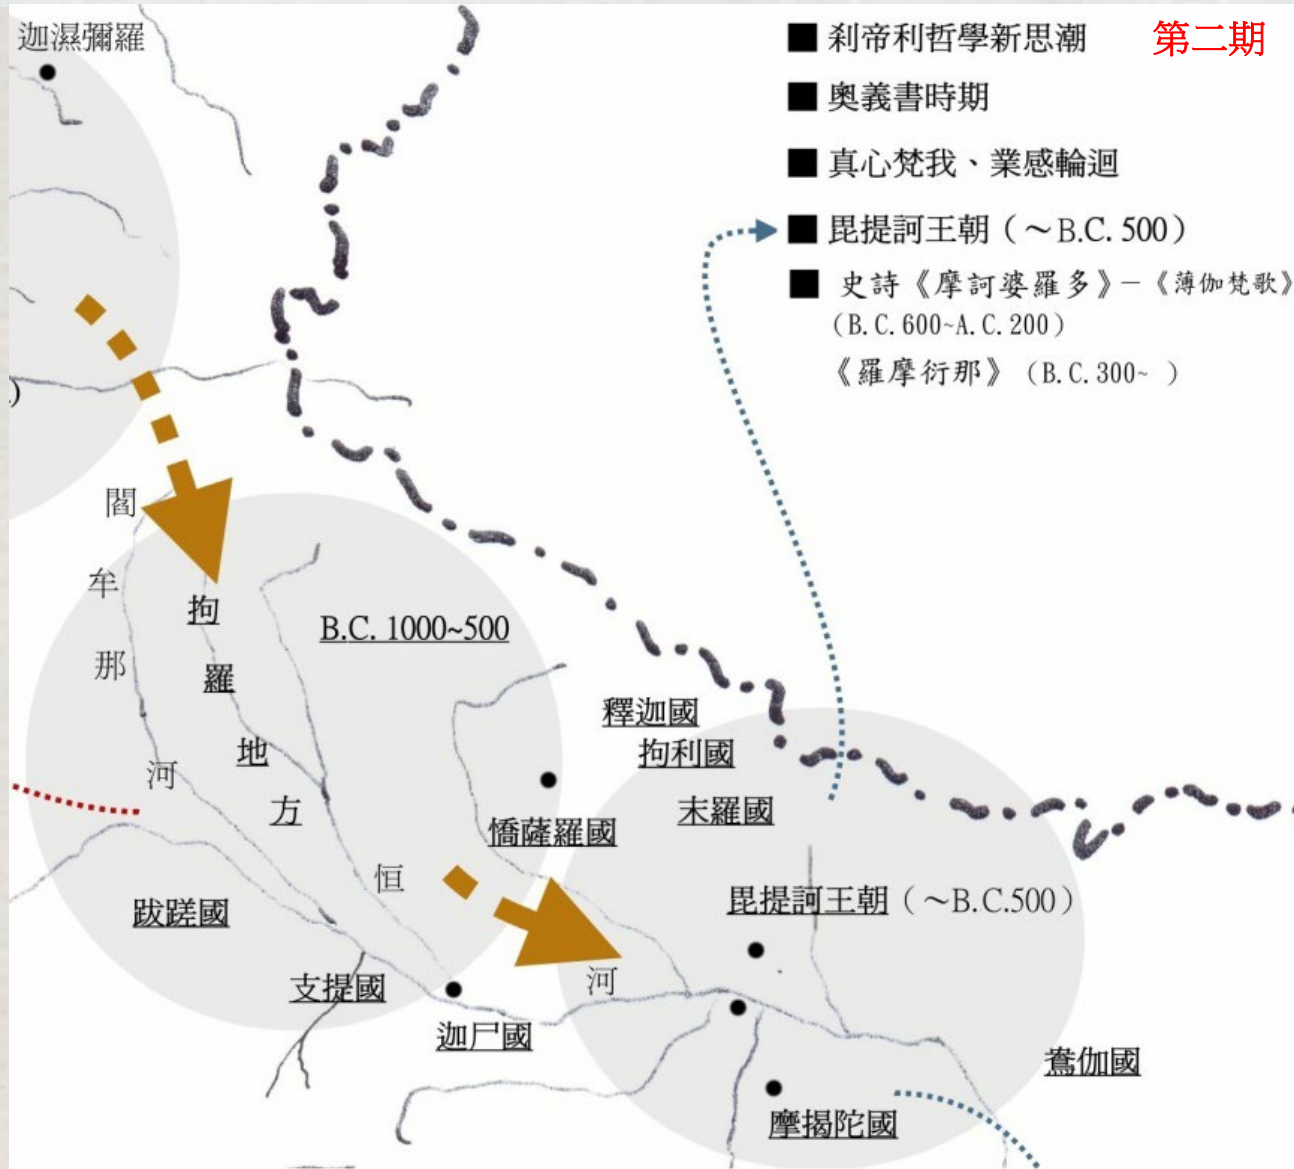 迦濕彌羅
■ 剎帝利哲學新思潮
第二期
■ 奧義書時期
■ 真心梵我、業感輪迴
■ 毘提訶王朝（～B.C. 500）
■ 史詩《摩訶婆羅多》–《薄伽梵歌》
（B.C.600~A.C.200）
《羅摩衍那》（B.C.300~ ）
)
閻牟那河
拘羅地方
B.C. 1000~500
釋迦國
拘利國
末羅國
憍薩羅國
恒河
跋蹉國
毘提訶王朝（～B.C.500）
支提國
迦尸國
鴦伽國
摩揭陀國